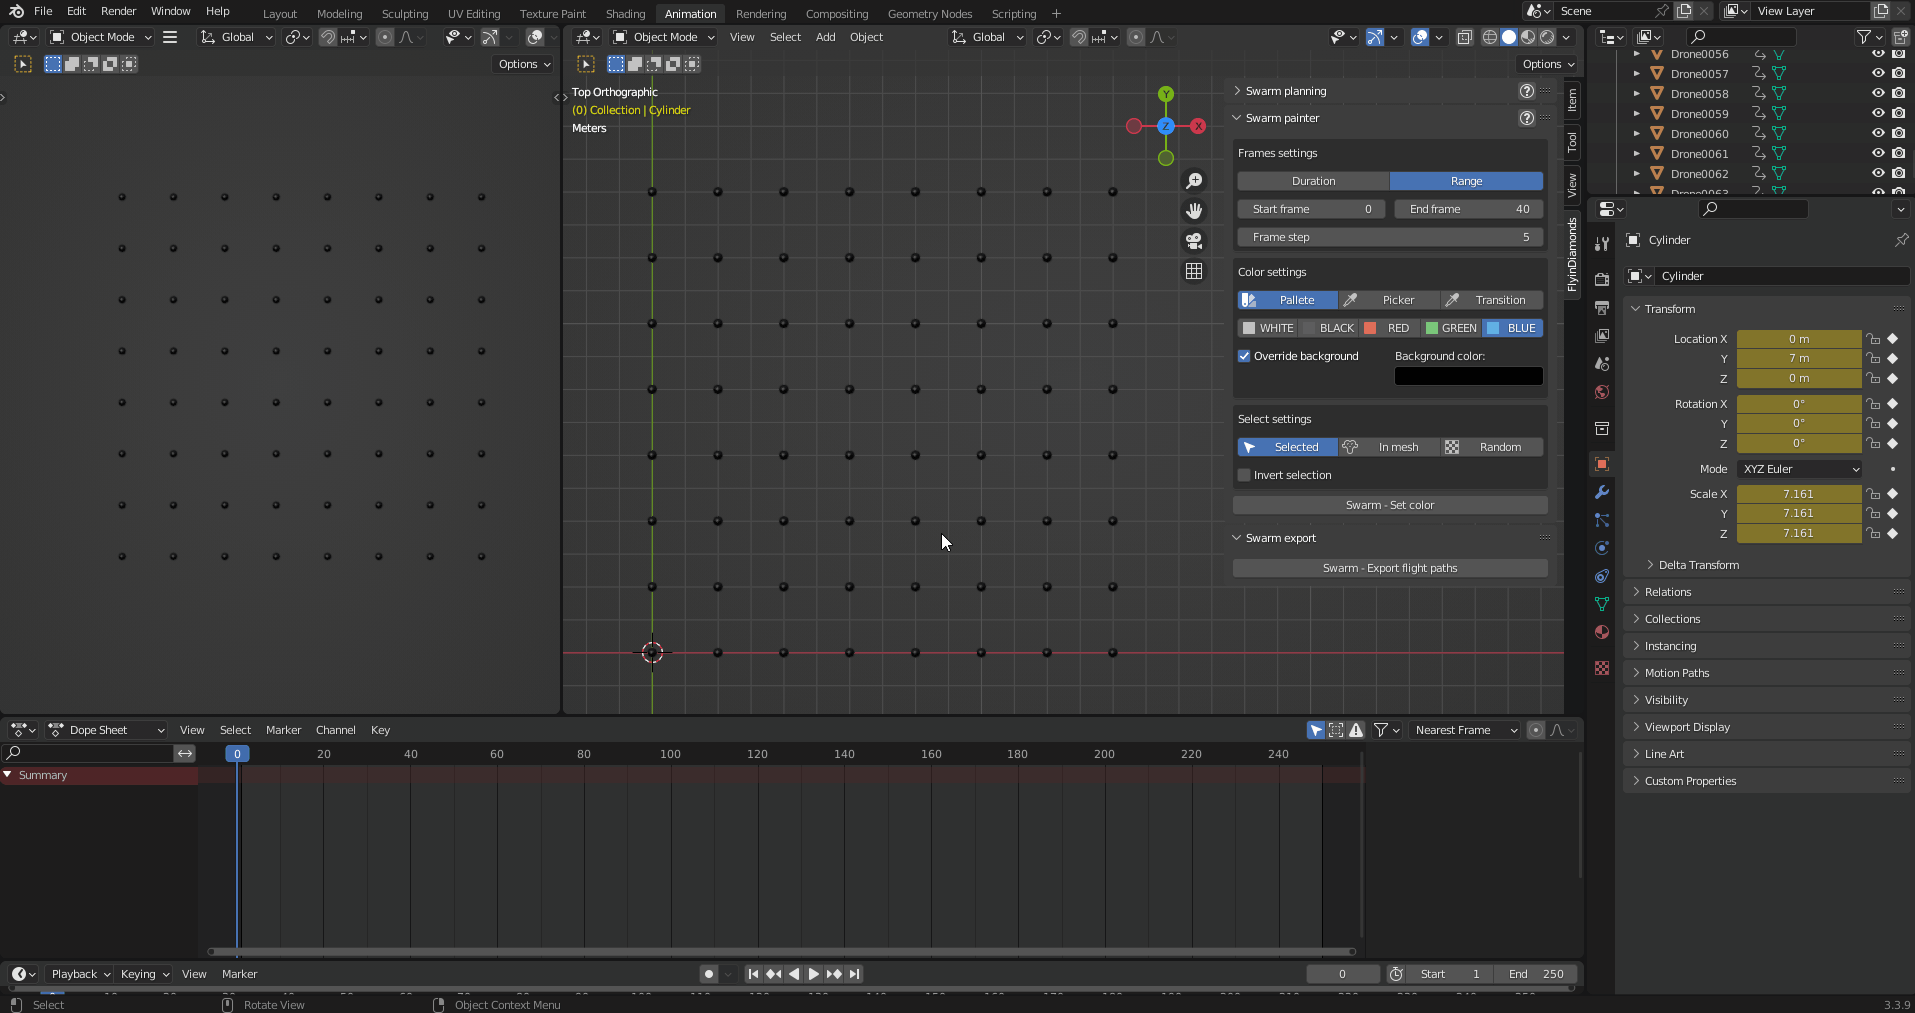 File Edit Render Window Help Layout Modeling Sculpting UV Editing Texture Paint Shading Animation Rendering Compositing Geometry Nodes Scripting + Scene View Layer
Object Mode Global Object Mode View Select Add Object Global
Options Options
Top Orthographic
(0) Collection | Cylinder
Meters
Y
X
Z
Swarm planning
Swarm painter
Frames settings
Duration Range
Start frame 0 End frame 40
Frame step 5
Color settings
Pallete Picker Transition
WHITE BLACK RED GREEN BLUE
Override background Background color:
Select settings
Selected In mesh Random
Invert selection
Swarm - Set color
Swarm export
Swarm - Export flight paths
Item
Tool
View
FlyinDiamonds
Drone0056
Drone0057
Drone0058
Drone0059
Drone0060
Drone0061
Drone0062
Drone0063
Cylinder
Cylinder
Transform
Location X 0 m
Y 7 m
Z 0 m
Rotation X 0°
Y 0°
Z 0°
Mode XYZ Euler
Scale X 7.161
Y 7.161
Z 7.161
Delta Transform
Relations
Collections
Instancing
Motion Paths
Visibility
Viewport Display
Line Art
Custom Properties
Dope Sheet View Select Marker Channel Key Nearest Frame
0 20 40 60 80 100 120 140 160 180 200 220 240
Summary
Playback Keying View Marker 0 Start 1 End 250
Select Rotate View Object Context Menu 3.3.9